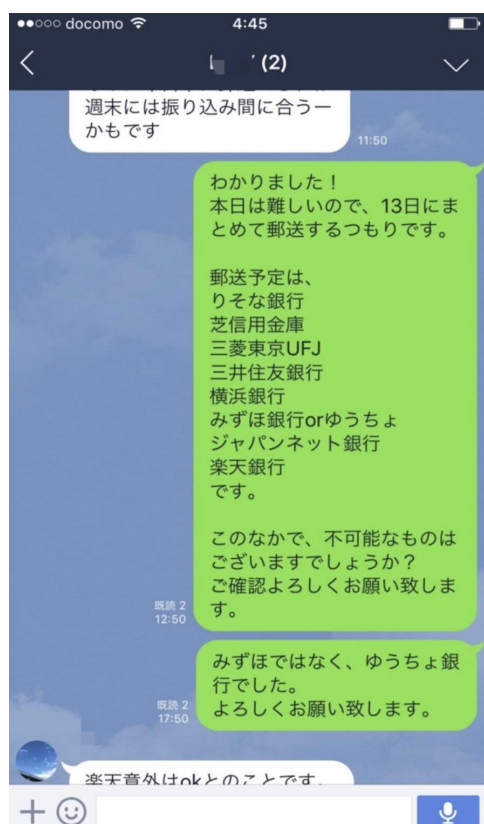 docomo
4:45
(2)
週末には振り込み間に合うー
かもです
11:50
わかりました!
本日は難しいので、13日にま
とめて郵送するつもりです。
郵送予定は、
りそな銀行
芝信用金庫
三菱東京UFJ
三井住友銀行
横浜銀行
みずほ銀行orゆうちょ
ジャパンネット銀行
楽天銀行
です。
このなかで、不可能なものは
ございますでしょうか?
ご確認よろしくお願い致しま
す。
既読 2
12:50
みずほではなく、ゆうちょ銀
行でした。
よろしくお願い致します。
既読 2
17:50
楽天意外はokとのことです。